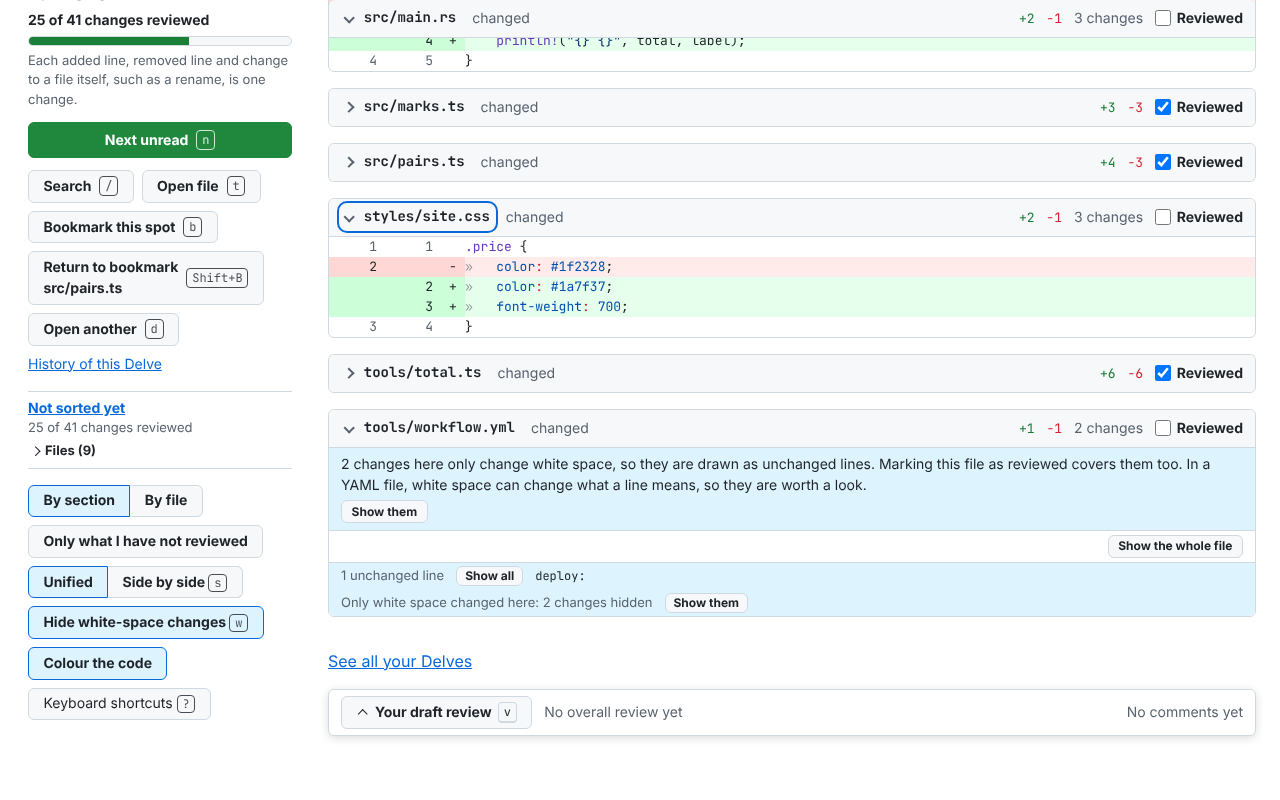 25 of 41 changes reviewed
Each added line, removed line and change
to a file itself, such as a rename, is one
change.
Next unread n
Search / Open file t
Bookmark this spot b
Return to bookmark
src/pairs.ts Shift+B
Open another d
History of this Delve
Not sorted yet
25 of 41 changes reviewed
Files (9)
By section By file
Only what I have not reviewed
Unified Side by side s
Hide white-space changes w
Colour the code
Keyboard shortcuts ?
src/main.rs changed +2 -1 3 changes Reviewed
4 + println!("{} {}", total, label);
4 5 }
src/marks.ts changed +3 -3 Reviewed
src/pairs.ts changed +4 -3 Reviewed
styles/site.css changed +2 -1 3 changes Reviewed
1 1 .price {
2 - » color: #1f2328;
2 + » color: #1a7f37;
3 + » font-weight: 700;
3 4 }
tools/total.ts changed +6 -6 Reviewed
tools/workflow.yml changed +1 -1 2 changes Reviewed
2 changes here only change white space, so they are drawn as unchanged lines. Marking this file as reviewed covers them too. In a
YAML file, white space can change what a line means, so they are worth a look.
Show them
Show the whole file
1 unchanged line Show all deploy:
Only white space changed here: 2 changes hidden Show them
See all your Delves
Your draft review v No overall review yet No comments yet